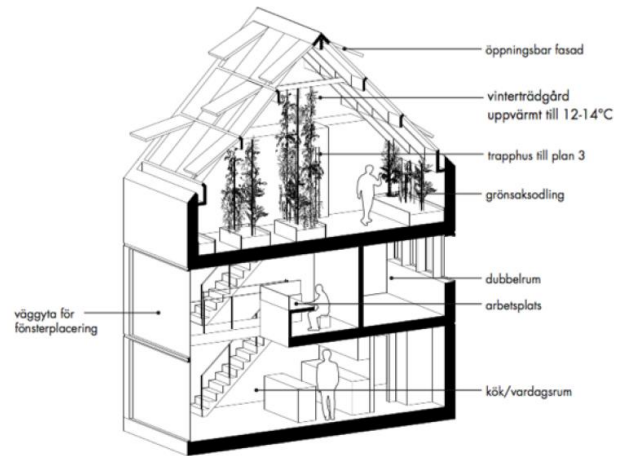 öppningsbar fasad
vinterträdgård
uppvärmt till 12-14°C
trapphus till plan 3
grönsaksodling
dubbelrum
arbetsplats
väggyta för
fönsterplacering
kök/vardagsrum